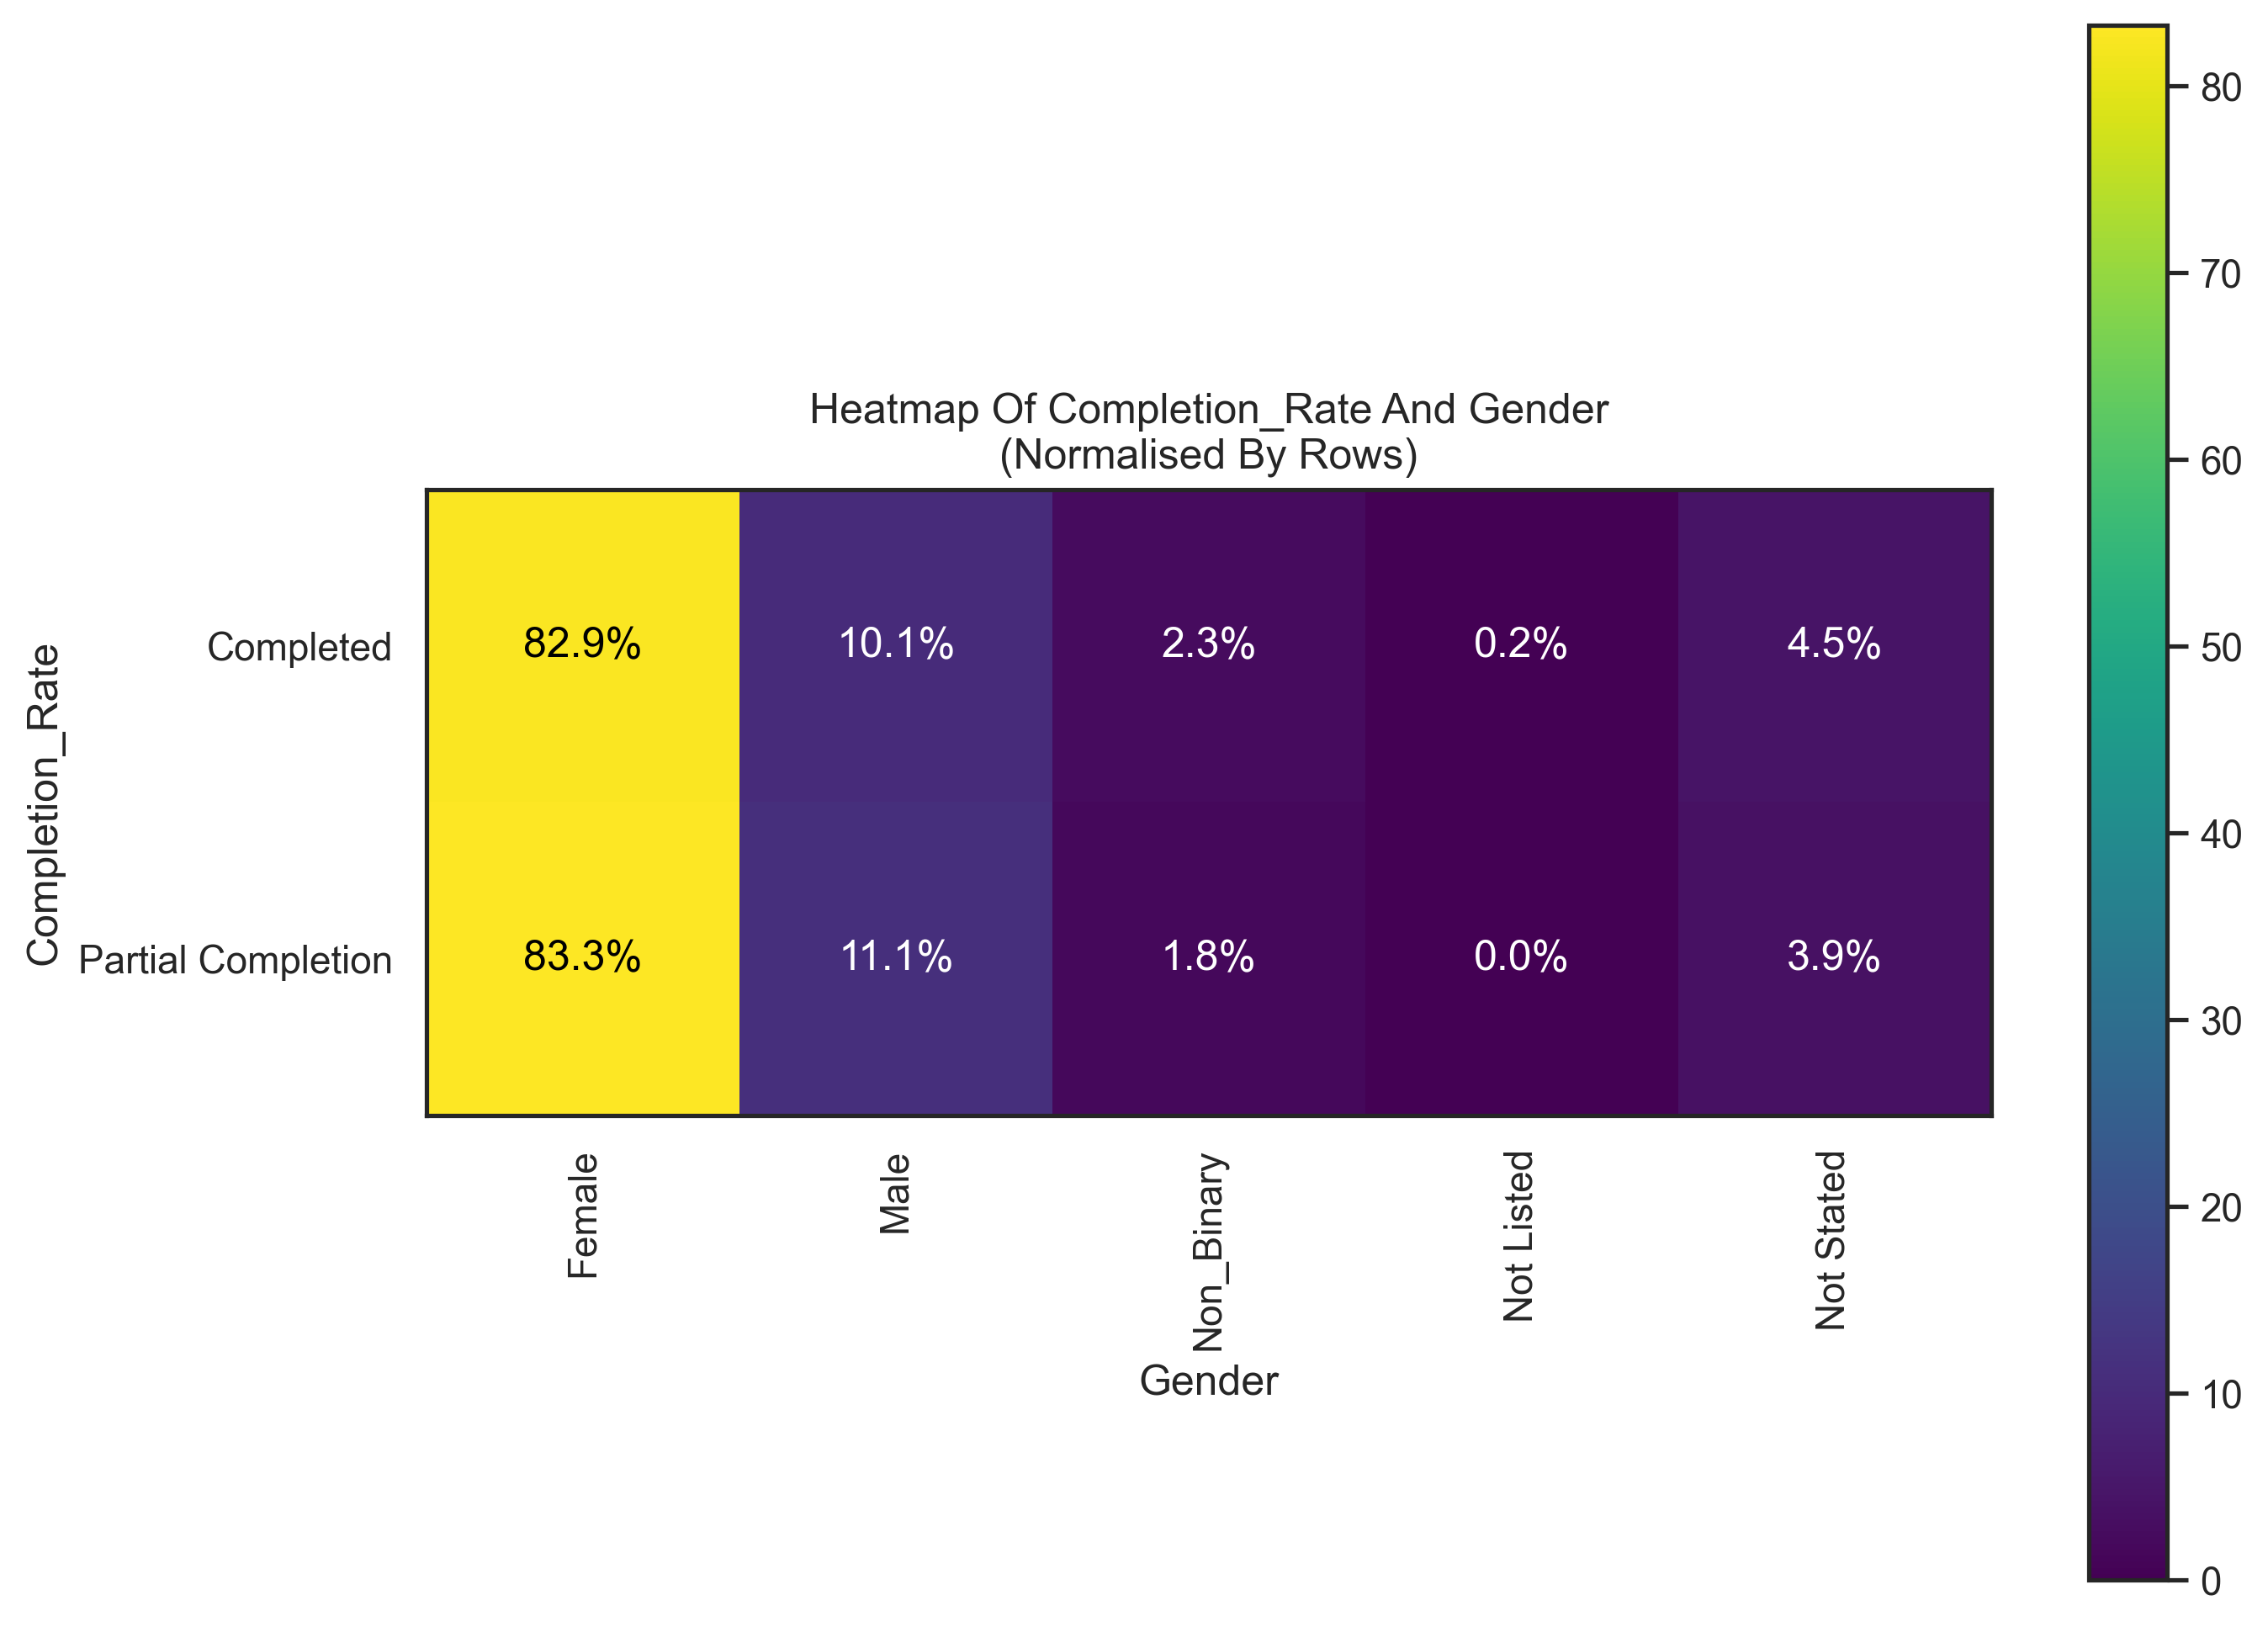 Heatmap Of Completion_Rate And Gender
(Normalised By Rows)
Completion_Rate
Completed
82.9% 10.1% 2.3% 0.2% 4.5%
Partial Completion
83.3% 11.1% 1.8% 0.0% 3.9%
Female
Male
Non_Binary
Not Listed
Not Stated
Gender
80
70
60
50
40
30
20
10
0